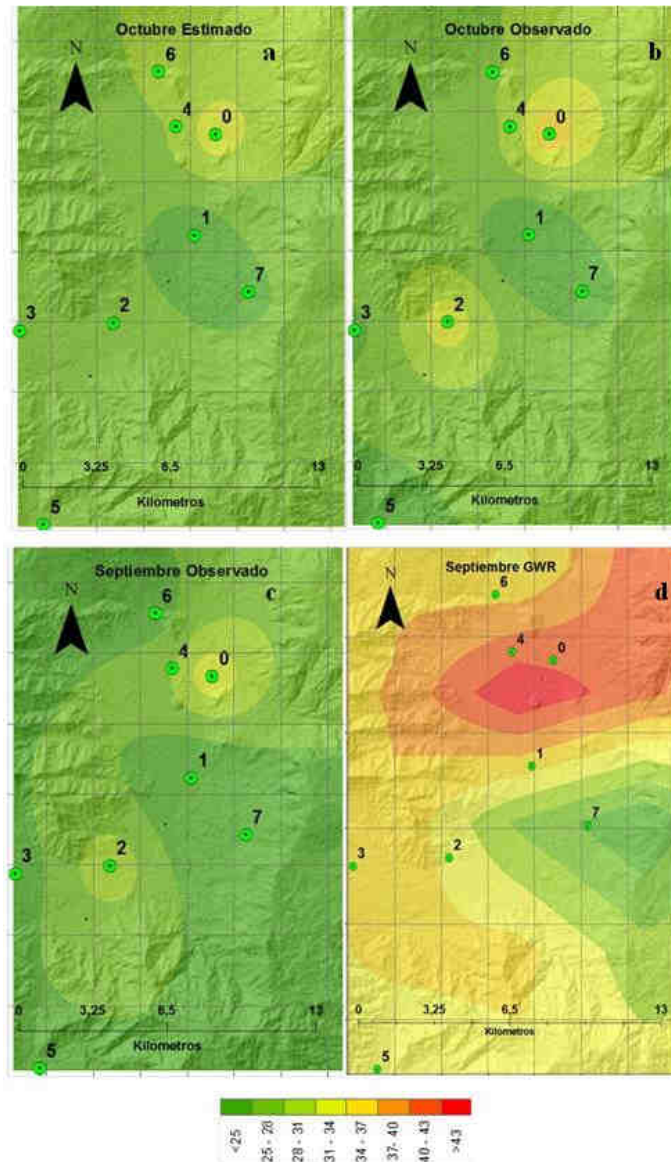 Octubre Estimado
a
N
6
4
0
1
7
3
2
0
3,25
6.5
13
Kilometros
5
Octubre Observado
b
N
6
4
0
1
7
3
2
0
3,25
6.5
13
Kilometros
5
Septiembre Observado
c
N
6
4
0
1
7
3
2
0
3,25
6.5
13
Kilometros
5
Septiembre GWR
d
N
6
4
0
1
7
2
3
0
3,25
6.5
13
Kilometros
5
<25
25 - 28
28 - 31
31 - 34
34 - 37
37- 40
40 - 43
>43